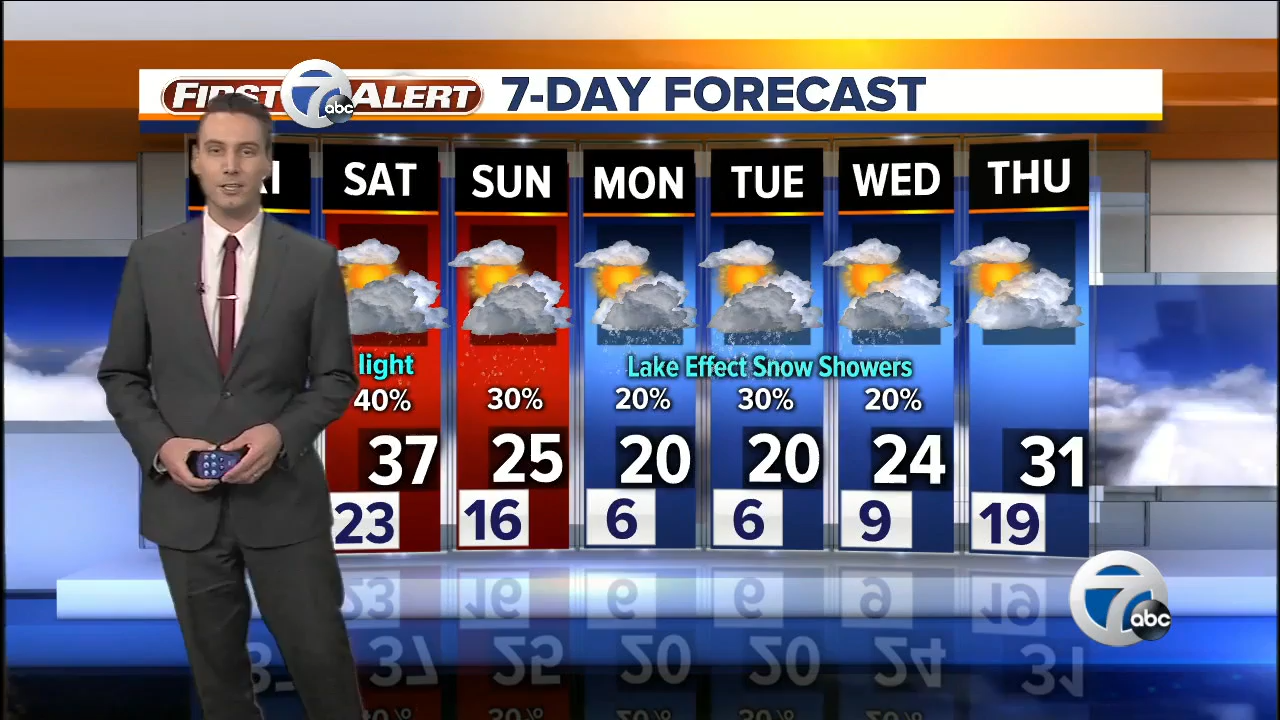 FIRST 7 abc ALERT 7-DAY FORECAST
SAT SUN MON TUE WED THU
light Lake Effect Snow Showers
40% 30% 20% 30% 20%
37 25 20 20 24 31
23 16 6 6 9 19
7 abc